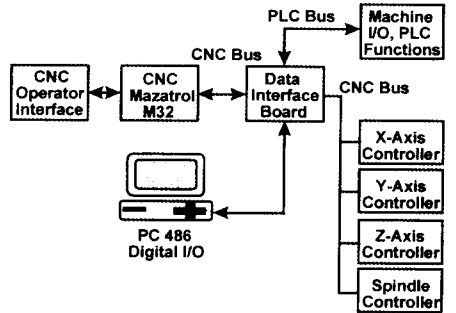 PLC Bus
Machine
I/O, PLC
Functions
CNC Bus
CNC
Operator
Interface
CNC
Mazatrol
M32
Data
Interface
Board
CNC Bus
X-Axis
Controller
Y-Axis
Controller
Z-Axis
Controller
Spindle
Controller
PC 486
Digital I/O